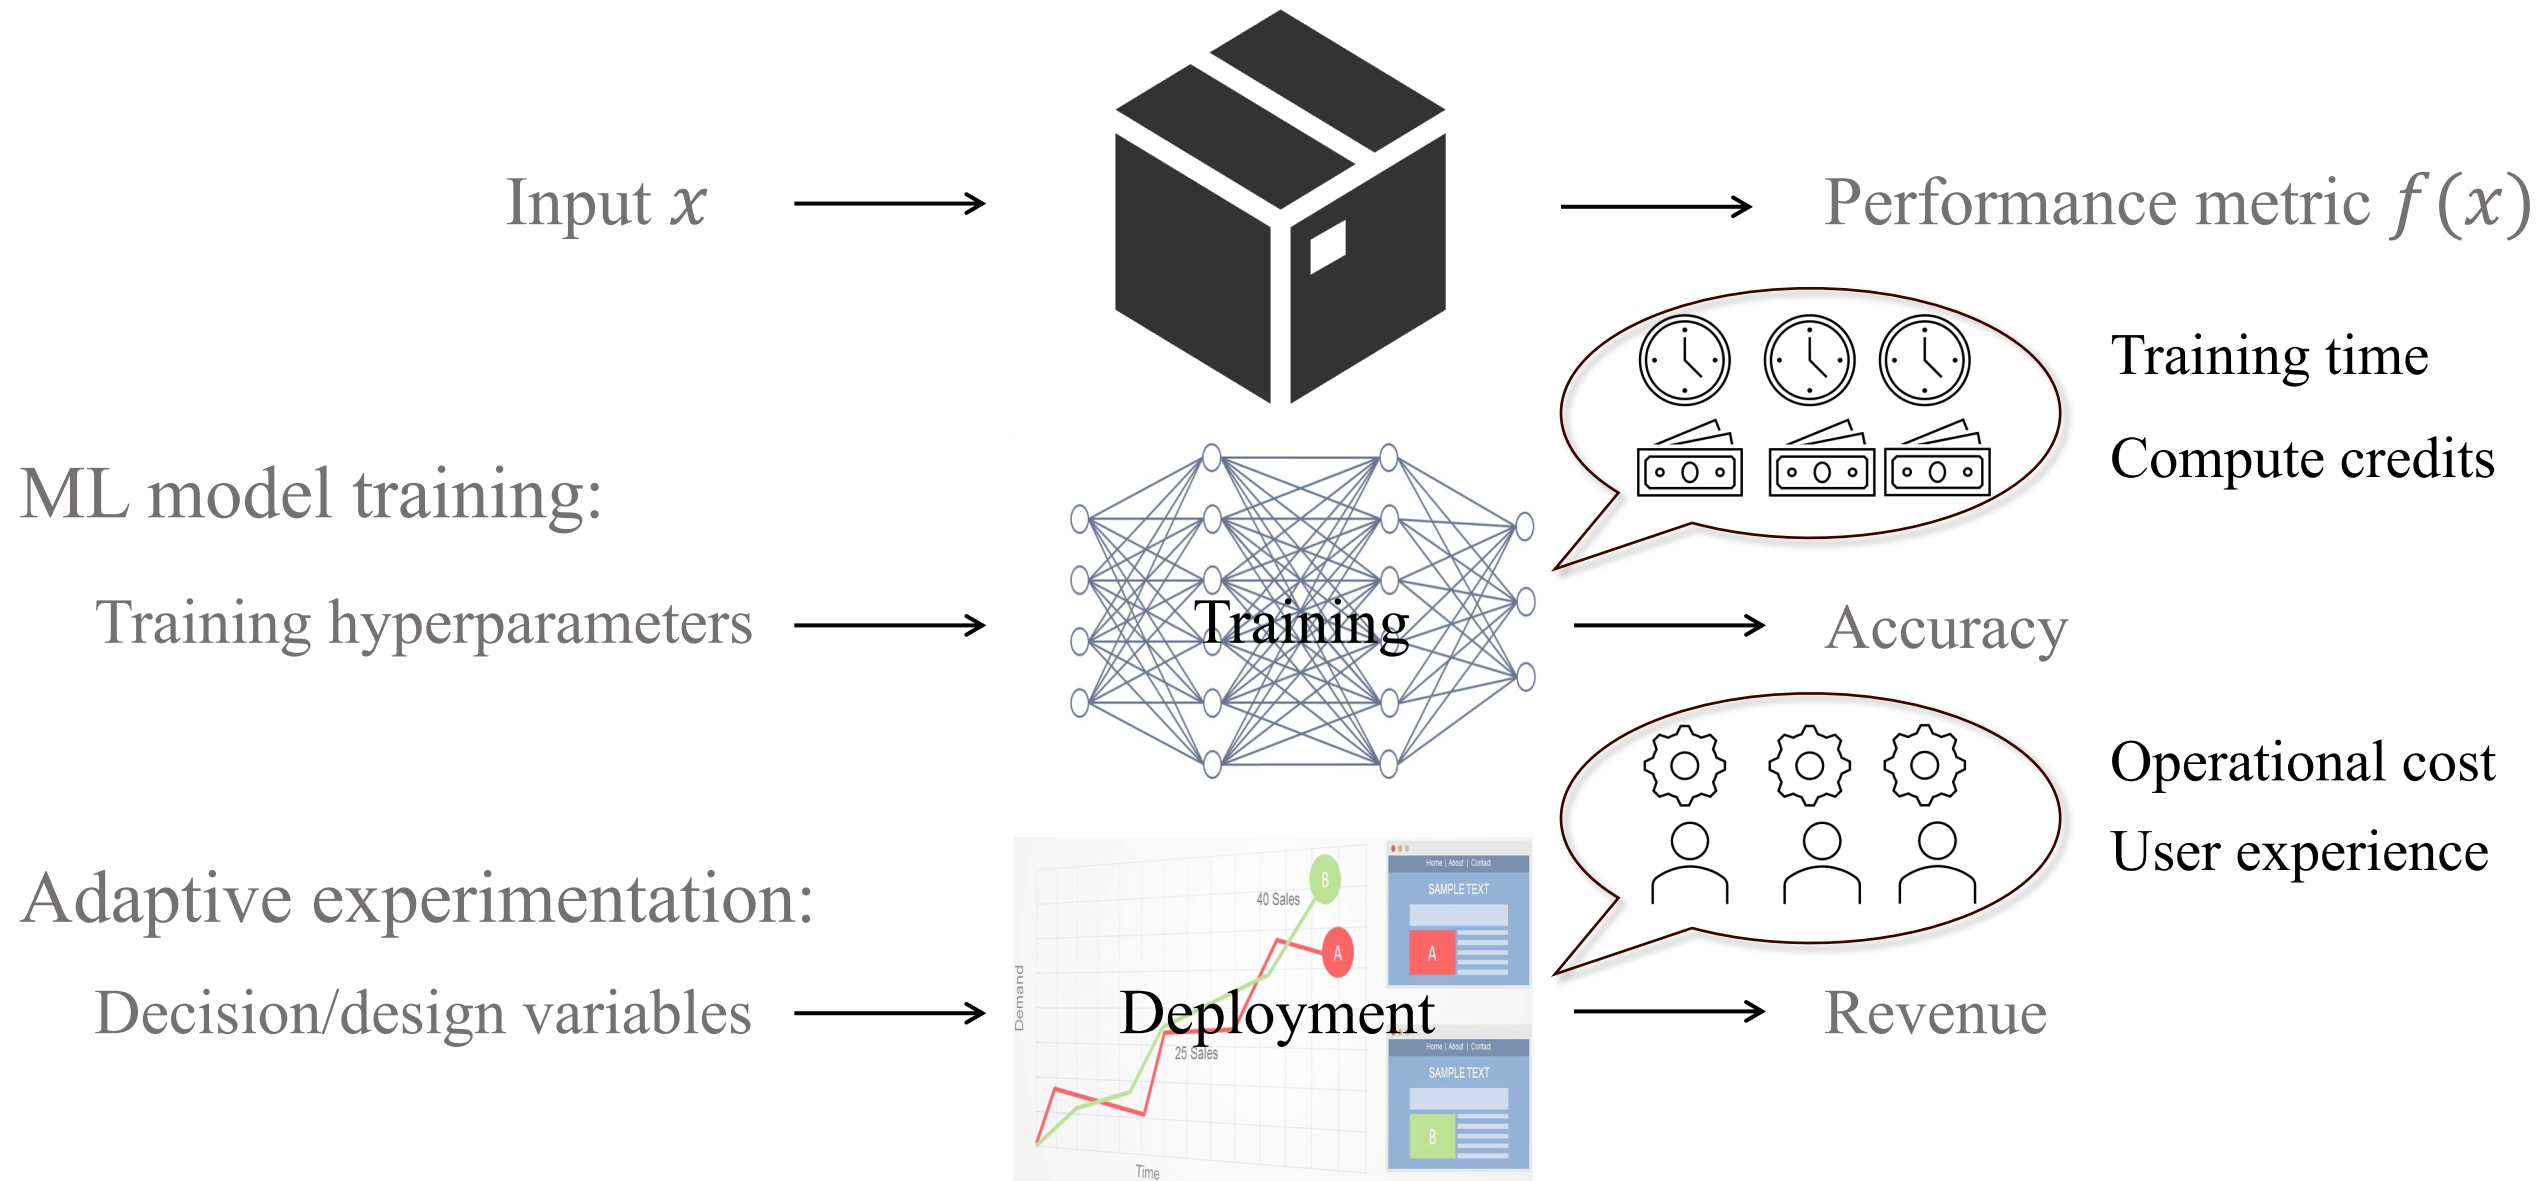 Input x
Performance metric f(x)
Training time
Compute credits
ML model training:
Training hyperparameters
Training
Accuracy
Operational cost
User experience
Adaptive experimentation:
Decision/design variables
Deployment
Revenue
Demand
Time
40 Sales
25 Sales
B
A
Home | About | Contact
SAMPLE TEXT
A
Home | About | Contact
SAMPLE TEXT
B